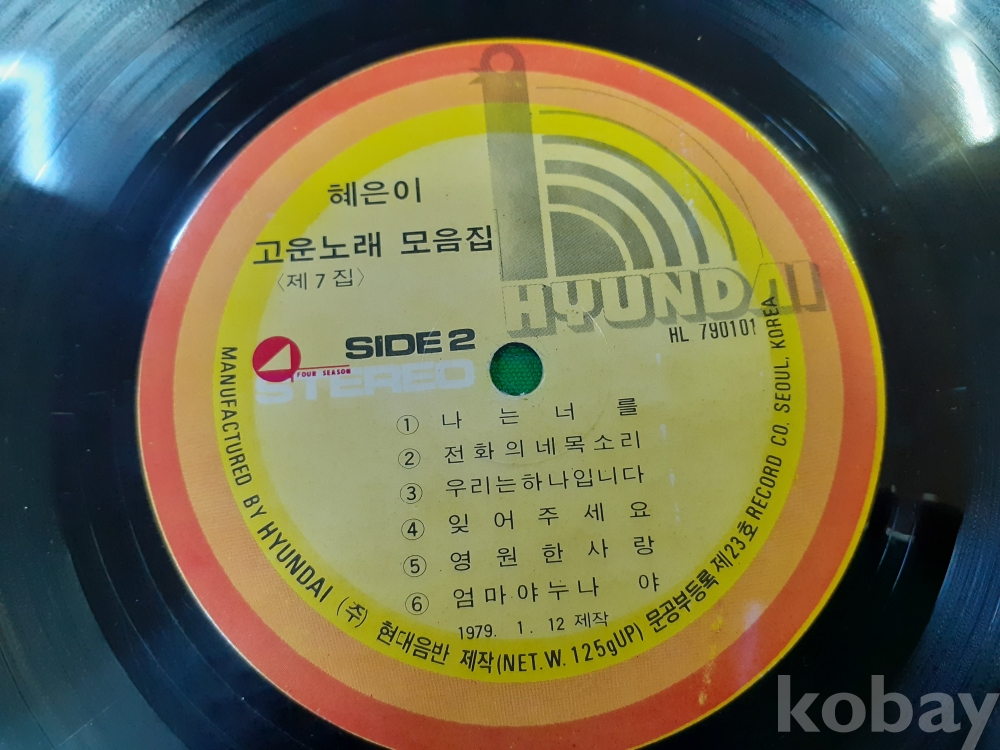 혜은이
고운노래 모음집
〈제7집〉
HYUNDAI
HL 790101
SIDE 2
STEREO
4
FOUR SEASON
① 나는너를
② 전화의네목소리
③ 우리는하나입니다
④ 잊어주세요
⑤ 영원한사랑
⑥ 엄마야누나야
1979. 1. 12 제작
MANUFACTURED BY HYUNDAI (주) 현대음반 제작(NET.W. 125gUP) 문공부등록 제23호 RECORD CO. SEOUL, KOREA
kobay